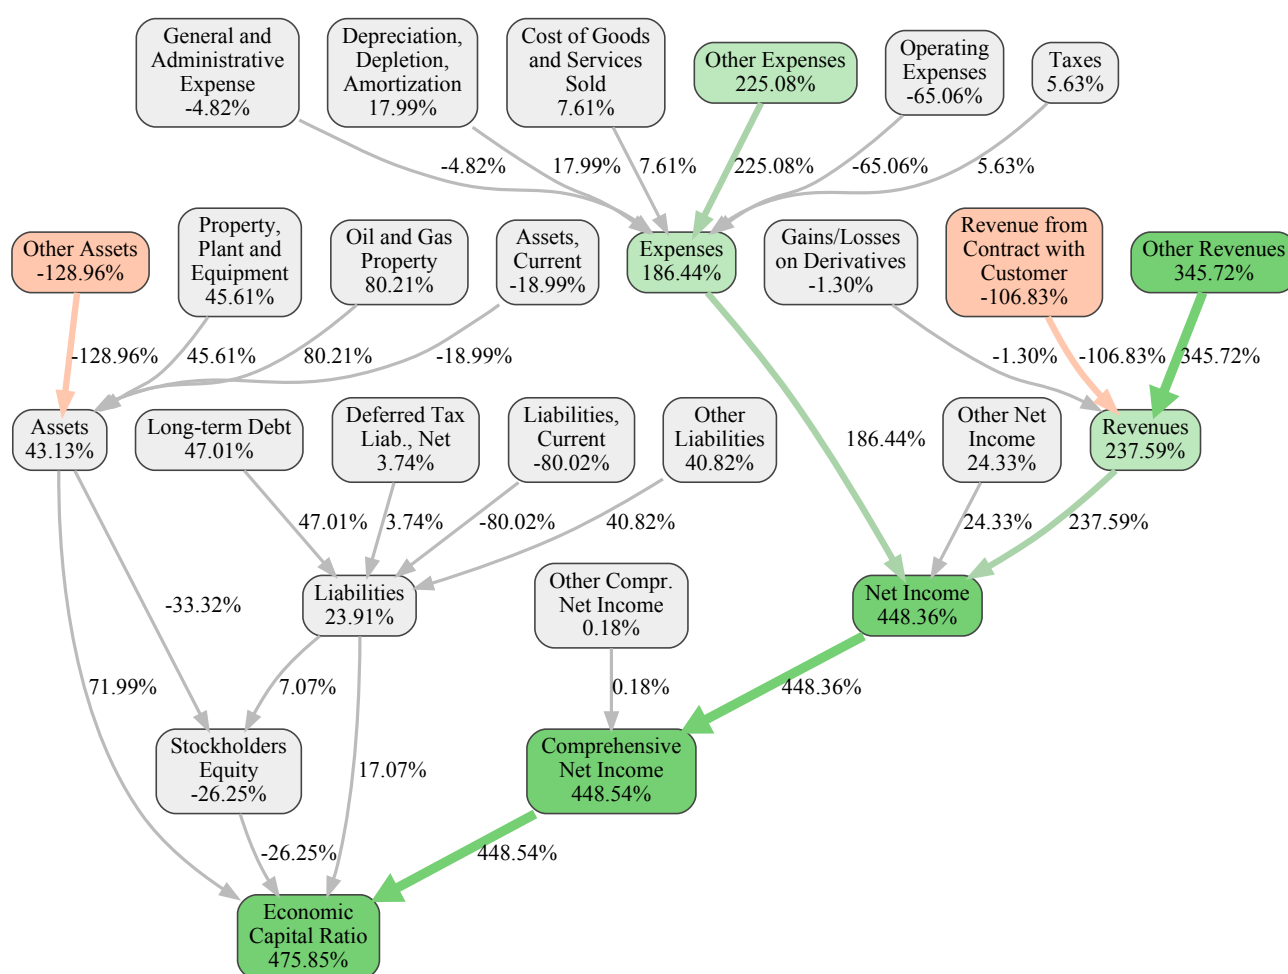 General and
Administrative
Expense
-4.82%
Depreciation,
Depletion,
Amortization
17.99%
Cost of Goods
and Services
Sold
7.61%
Other Expenses
225.08%
Operating
Expenses
-65.06%
Taxes
5.63%
-4.82%
17.99%
7.61%
225.08%
-65.06%
5.63%
Other Assets
-128.96%
Property,
Plant and
Equipment
45.61%
Oil and Gas
Property
80.21%
Assets,
Current
-18.99%
Expenses
186.44%
Gains/Losses
on Derivatives
-1.30%
Revenue from
Contract with
Customer
-106.83%
Other Revenues
345.72%
-128.96%
45.61%
80.21%
-18.99%
-1.30%
-106.83%
345.72%
Assets
43.13%
Long-term Debt
47.01%
Deferred Tax
Liab., Net
3.74%
Liabilities,
Current
-80.02%
Other
Liabilities
40.82%
186.44%
Other Net
Income
24.33%
Revenues
237.59%
47.01%
3.74%
-80.02%
40.82%
24.33%
237.59%
-33.32%
Liabilities
23.91%
Other Compr.
Net Income
0.18%
Net Income
448.36%
71.99%
7.07%
0.18%
448.36%
Stockholders
Equity
-26.25%
17.07%
Comprehensive
Net Income
448.54%
-26.25%
448.54%
Economic
Capital Ratio
475.85%